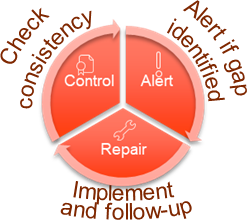 Check
consistency
Control
Alert if gap
identified
Alert
Repair
Implement
and follow-up